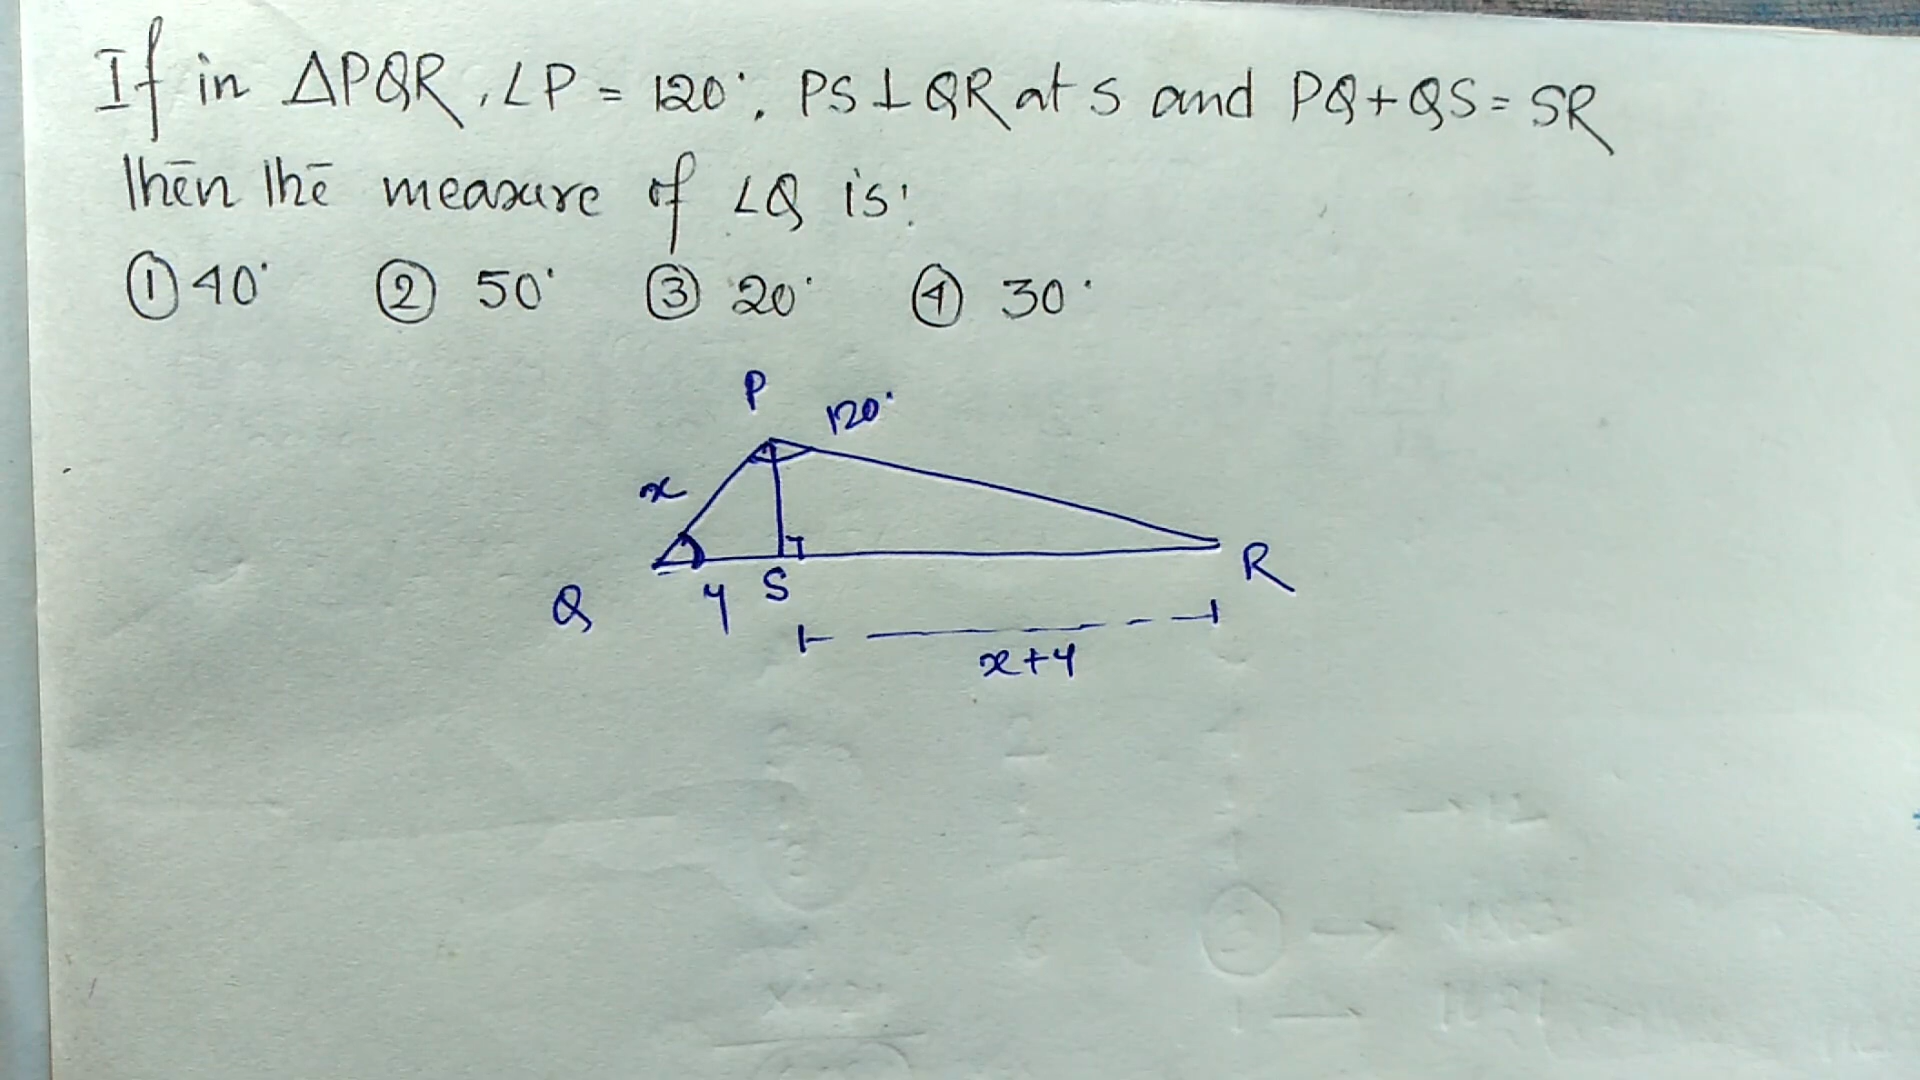 If in △PQR, ∠P = 120°, PS ⊥ QR at S and PQ + QS = SR
then the measure of ∠Q is:
① 40° ② 50° ③ 20° ④ 30°
P
120°
x
Q
y
S
R
x+y